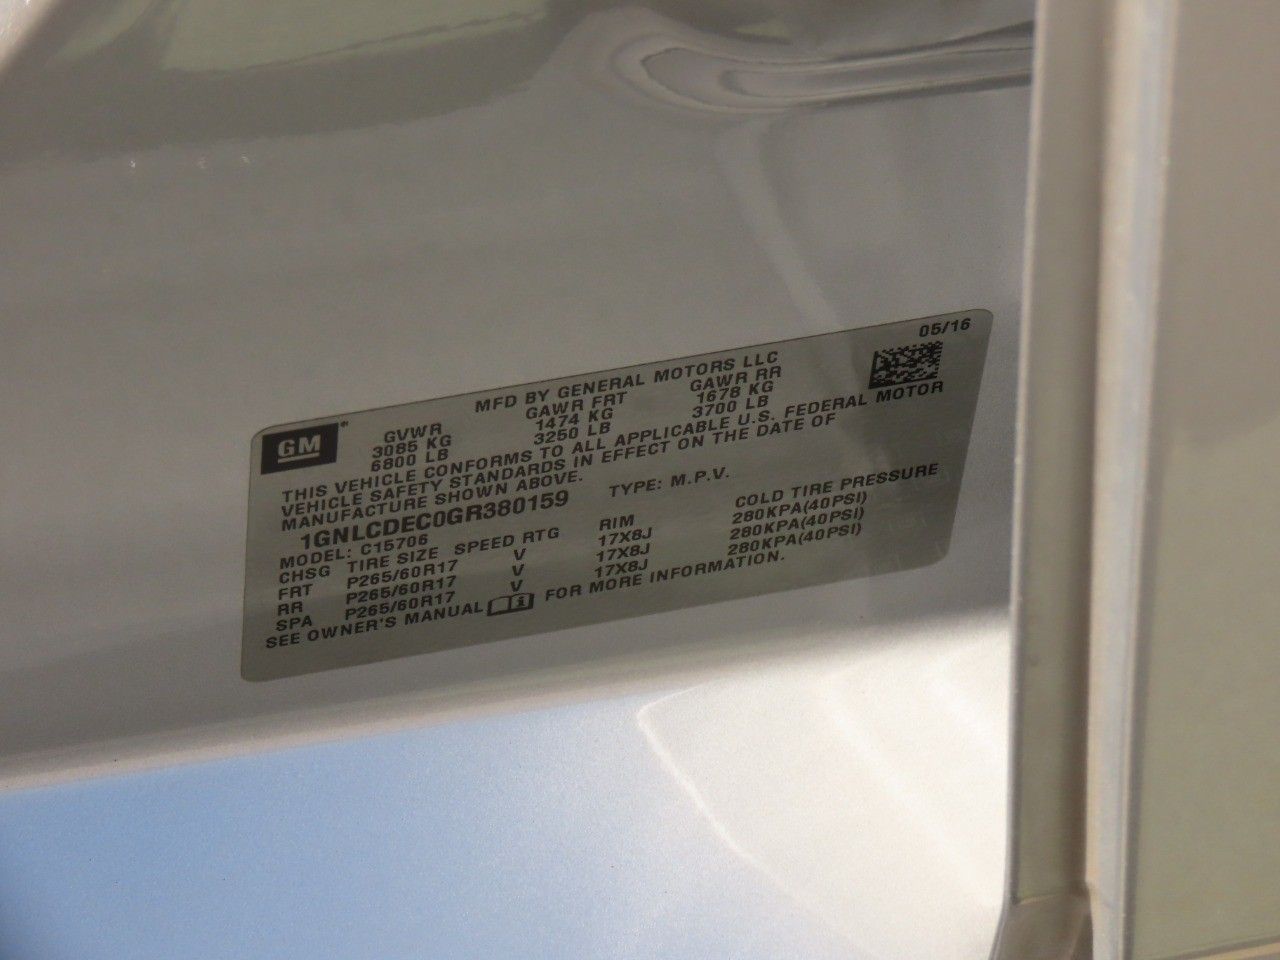 05/16
GM®
MFD BY GENERAL MOTORS LLC
GVWR GAWR FRT GAWR RR
3085 KG 1474 KG 1678 KG
6800 LB 3250 LB 3700 LB
THIS VEHICLE CONFORMS TO ALL APPLICABLE U.S. FEDERAL MOTOR
VEHICLE SAFETY STANDARDS IN EFFECT ON THE DATE OF
MANUFACTURE SHOWN ABOVE.
1GNLCDEC0GR380159 TYPE: M.P.V.
MODEL: C15706
CHSG TIRE SIZE SPEED RTG RIM COLD TIRE PRESSURE
FRT P265/60R17 V 17X8J 280KPA(40PSI)
RR P265/60R17 V 17X8J 280KPA(40PSI)
SPA P265/60R17 V 17X8J 280KPA(40PSI)
SEE OWNER'S MANUAL FOR MORE INFORMATION.